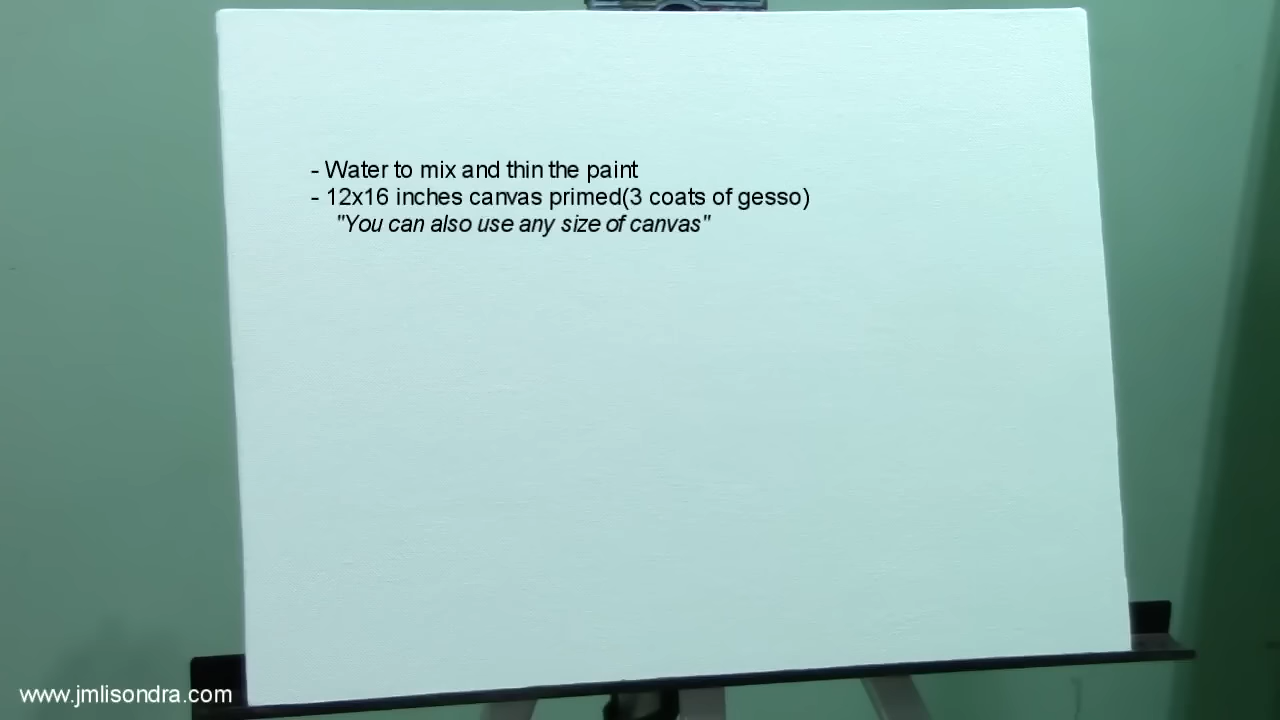 - Water to mix and thin the paint
- 12x16 inches canvas primed(3 coats of gesso)
"You can also use any size of canvas"
www.jmlisondra.com